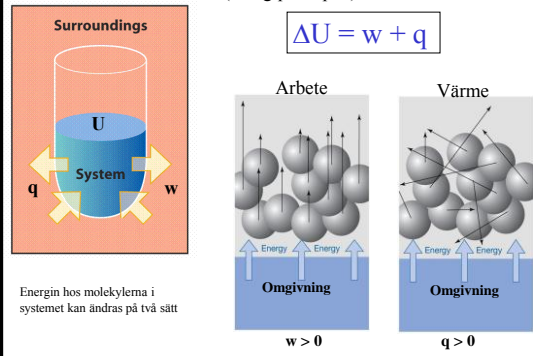 ΔU = w + q
Surroundings
U
System
q
w
Energin hos molekylerna i
systemet kan ändras på två sätt
Arbete
Energy Energy
Omgivning
w > 0
Värme
Energy Energy
Omgivning
q > 0